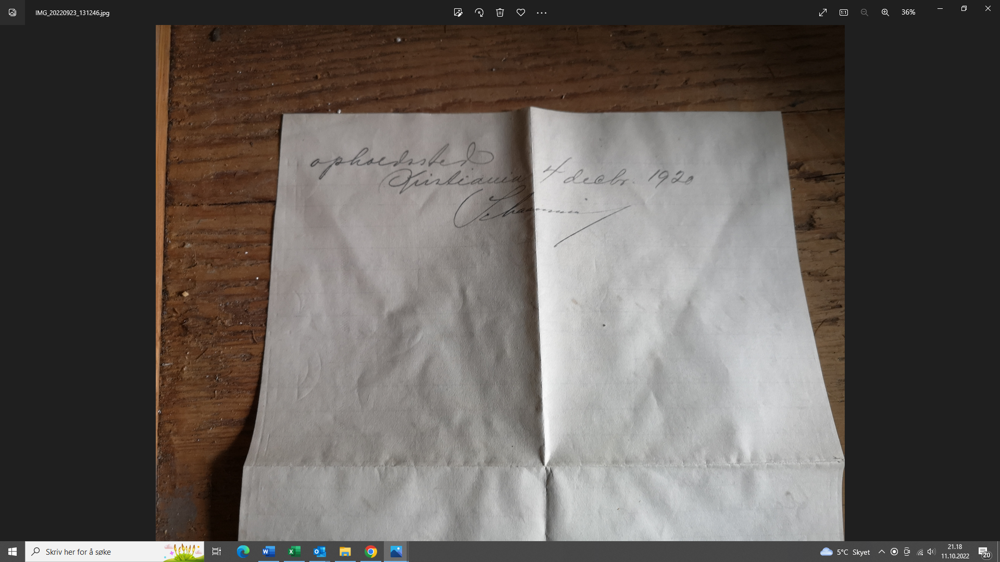 IMG_20220923_131246.jpg
36%
opholdssted
Kristiania 4 decbr. 1920
Skriv her for å søke
5°C Skyet
21.18
11.10.2022
20